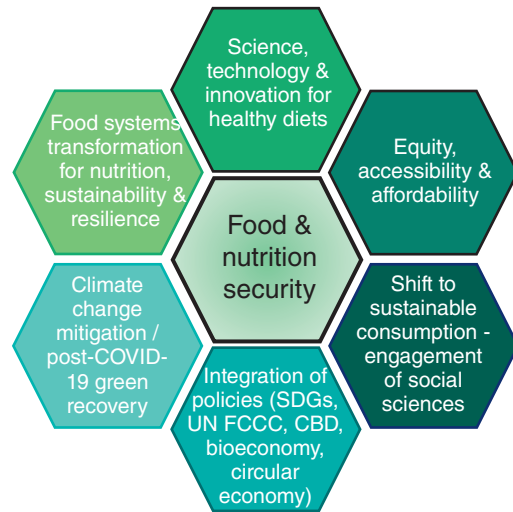 Science,
technology &
innovation for
healthy diets
Food systems
transformation
for nutrition,
sustainability &
resilience
Equity,
accessibility &
affordability
Food &
nutrition
security
Climate
change
mitigation /
post-COVID-
19 green
recovery
Shift to
sustainable
consumption -
engagement
of social
sciences
Integration of
policies (SDGs,
UN FCCC, CBD,
bioeconomy,
circular
economy)